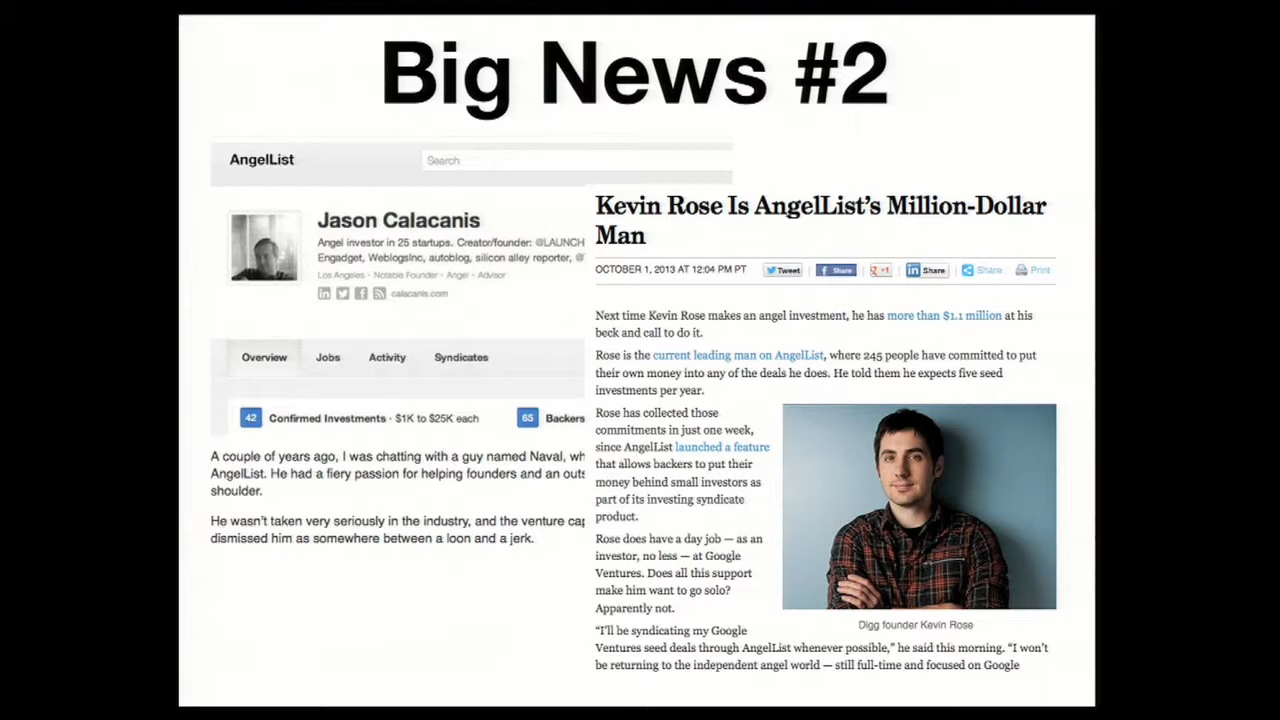 Big News #2
AngelList
Search
Jason Calacanis
Angel investor in 25 startups. Creator/founder: @LAUNCH
Engadget, WeblogsInc, autoblog, silicon alley reporter, @
Los Angeles · Notable Founder · Angel · Advisor
calacanis.com
Overview Jobs Activity Syndicates
42 Confirmed Investments · $1K to $25K each 65 Backers
A couple of years ago, I was chatting with a guy named Naval, wh
AngelList. He had a fiery passion for helping founders and an outs
shoulder.
He wasn't taken very seriously in the industry, and the venture cap
dismissed him as somewhere between a loon and a jerk.
Kevin Rose Is AngelList's Million-Dollar
Man
OCTOBER 1, 2013 AT 12:04 PM PT Tweet Share +1 Share Share Print
Next time Kevin Rose makes an angel investment, he has more than $1.1 million at his
beck and call to do it.
Rose is the current leading man on AngelList, where 245 people have committed to put
their own money into any of the deals he does. He told them he expects five seed
investments per year.
Rose has collected those
commitments in just one week,
since AngelList launched a feature
that allows backers to put their
money behind small investors as
part of its investing syndicate
product.
Rose does have a day job — as an
investor, no less — at Google
Ventures. Does all this support
make him want to go solo?
Apparently not.
Digg founder Kevin Rose
"I'll be syndicating my Google
Ventures seed deals through AngelList whenever possible," he said this morning. "I won't
be returning to the independent angel world — still full-time and focused on Google